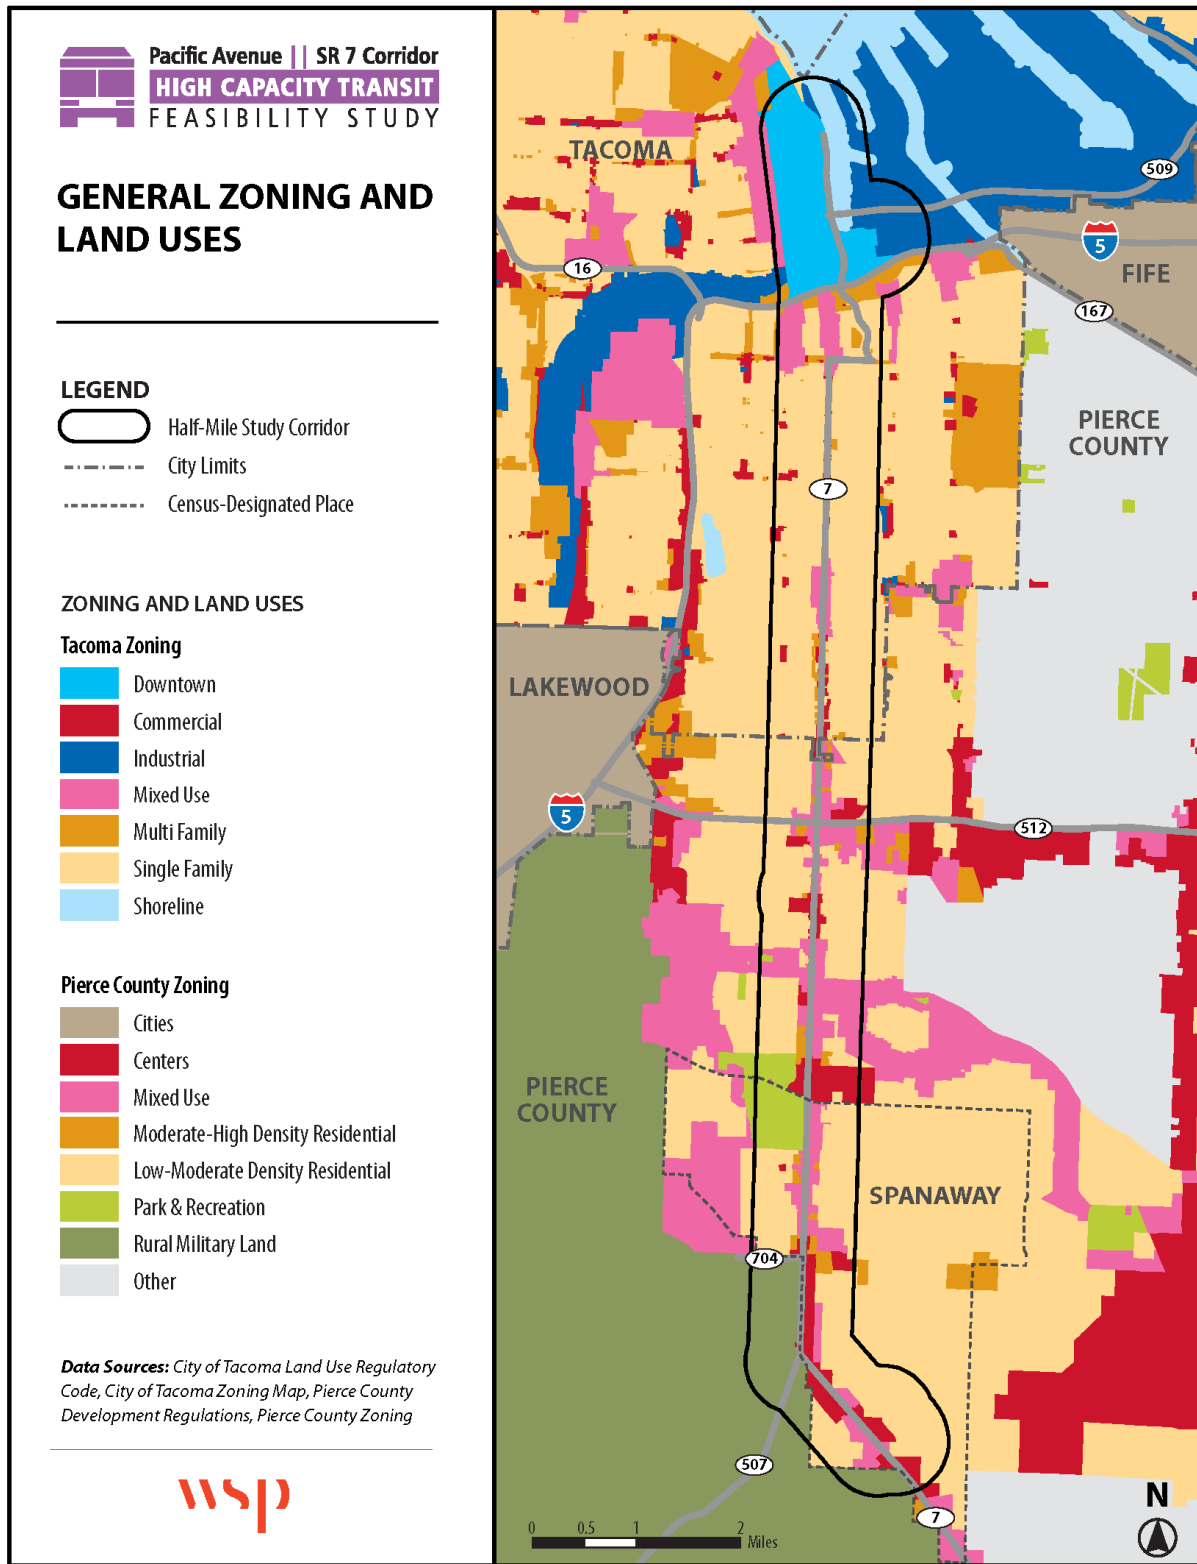 Pacific Avenue || SR 7 Corridor
HIGH CAPACITY TRANSIT
FEASIBILITY STUDY
GENERAL ZONING AND
LAND USES
LEGEND
Half-Mile Study Corridor
City Limits
Census-Designated Place
ZONING AND LAND USES
Tacoma Zoning
Downtown
Commercial
Industrial
Mixed Use
Multi Family
Single Family
Shoreline
Pierce County Zoning
Cities
Centers
Mixed Use
Moderate-High Density Residential
Low-Moderate Density Residential
Park & Recreation
Rural Military Land
Other
Data Sources: City of Tacoma Land Use Regulatory
Code, City of Tacoma Zoning Map, Pierce County
Development Regulations, Pierce County Zoning
wsp
TACOMA
509
5
FIFE
16
167
PIERCE
COUNTY
7
LAKEWOOD
5
512
PIERCE
COUNTY
SPANAWAY
704
507
7
N
0 0.5 1 2
Miles